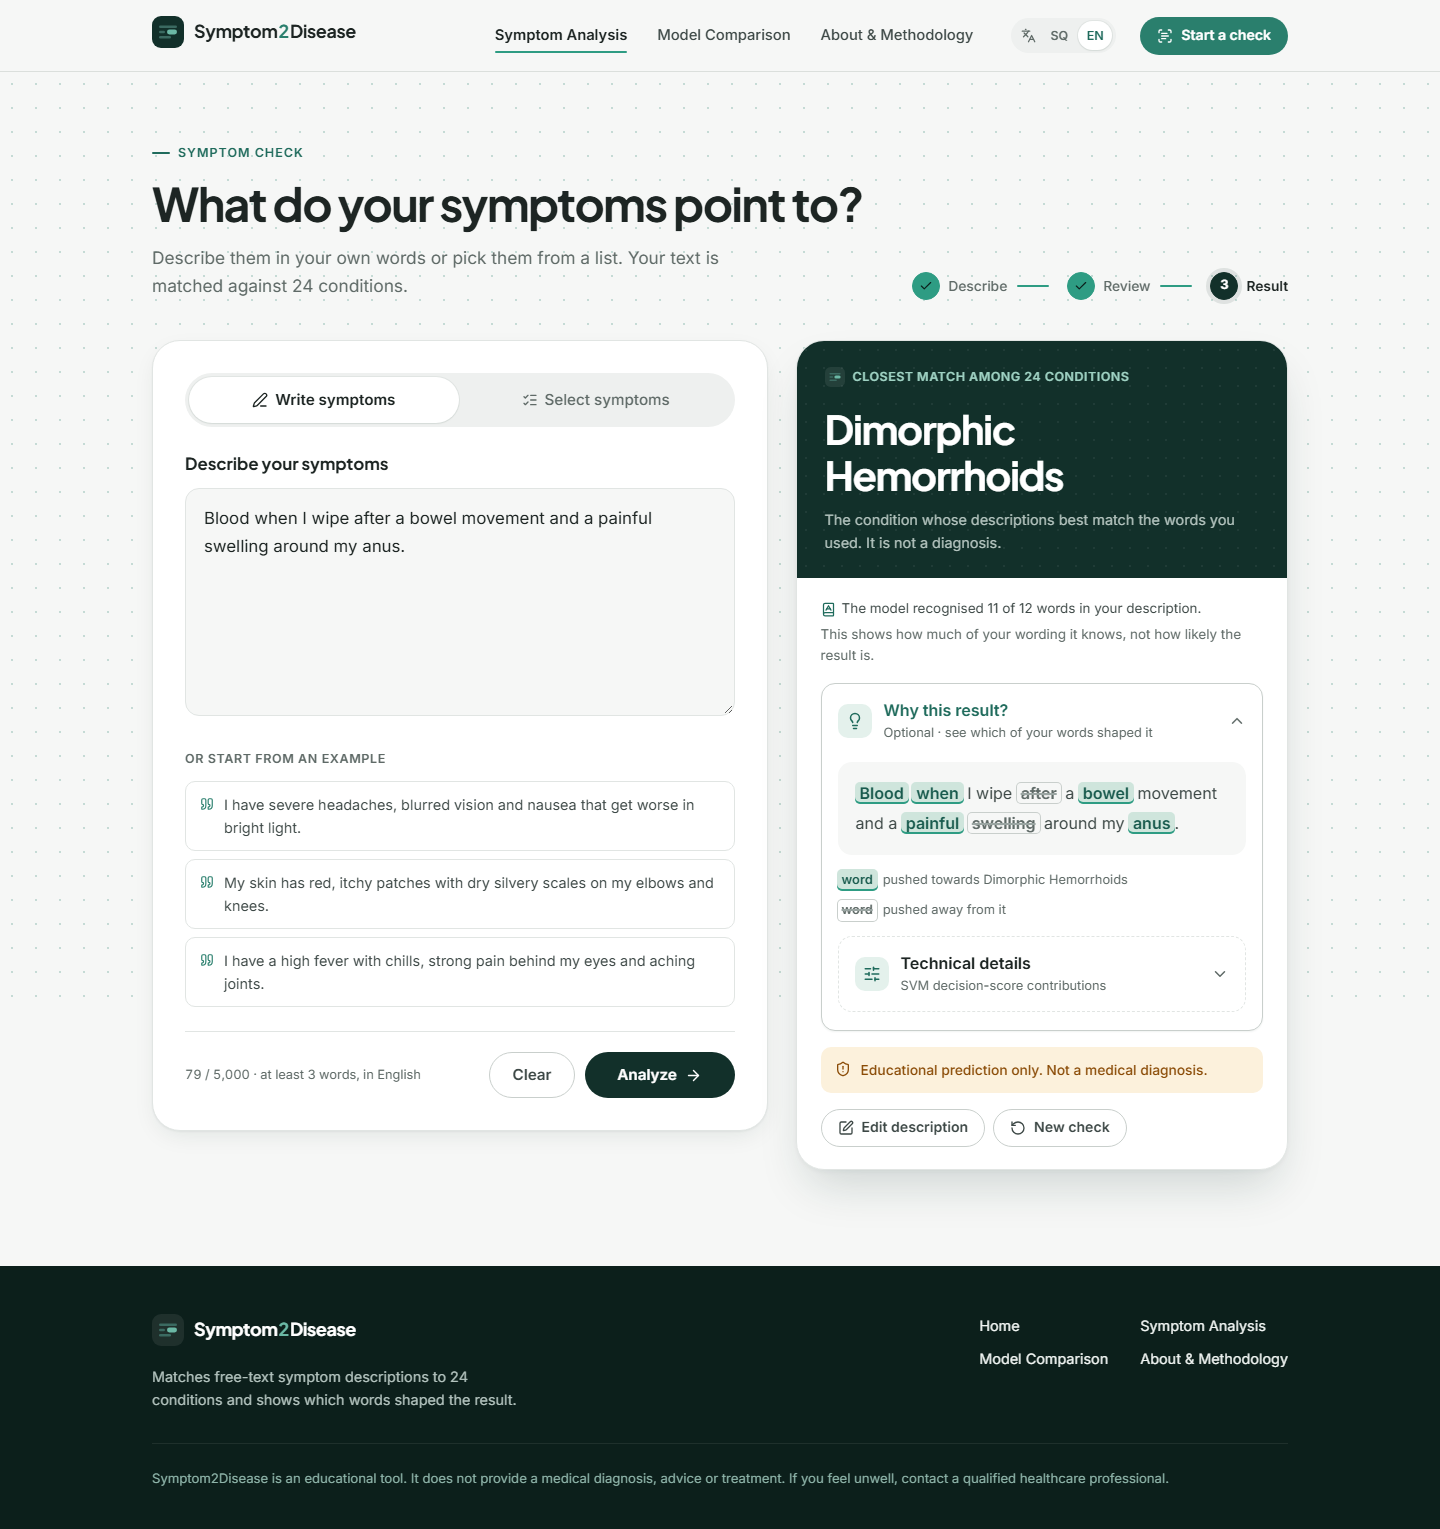 Symptom2Disease
Symptom Analysis
Model Comparison
About & Methodology
SQ
EN
Start a check
SYMPTOM CHECK
What do your symptoms point to?
Describe them in your own words or pick them from a list. Your text is
matched against 24 conditions.
Describe
Review
3
Result
Write symptoms
Select symptoms
Describe your symptoms
Blood when I wipe after a bowel movement and a painful
swelling around my anus.
OR START FROM AN EXAMPLE
I have severe headaches, blurred vision and nausea that get worse in
bright light.
My skin has red, itchy patches with dry silvery scales on my elbows and
knees.
I have a high fever with chills, strong pain behind my eyes and aching
joints.
79 / 5,000 · at least 3 words, in English
Clear
Analyze
CLOSEST MATCH AMONG 24 CONDITIONS
Dimorphic
Hemorrhoids
The condition whose descriptions best match the words you
used. It is not a diagnosis.
The model recognised 11 of 12 words in your description.
This shows how much of your wording it knows, not how likely the
result is.
Why this result?
Optional · see which of your words shaped it
Blood when I wipe after a bowel movement
and a painful swelling around my anus.
word pushed towards Dimorphic Hemorrhoids
word pushed away from it
Technical details
SVM decision-score contributions
Educational prediction only. Not a medical diagnosis.
Edit description
New check
Symptom2Disease
Matches free-text symptom descriptions to 24
conditions and shows which words shaped the result.
Home
Symptom Analysis
Model Comparison
About & Methodology
Symptom2Disease is an educational tool. It does not provide a medical diagnosis, advice or treatment. If you feel unwell, contact a qualified healthcare professional.